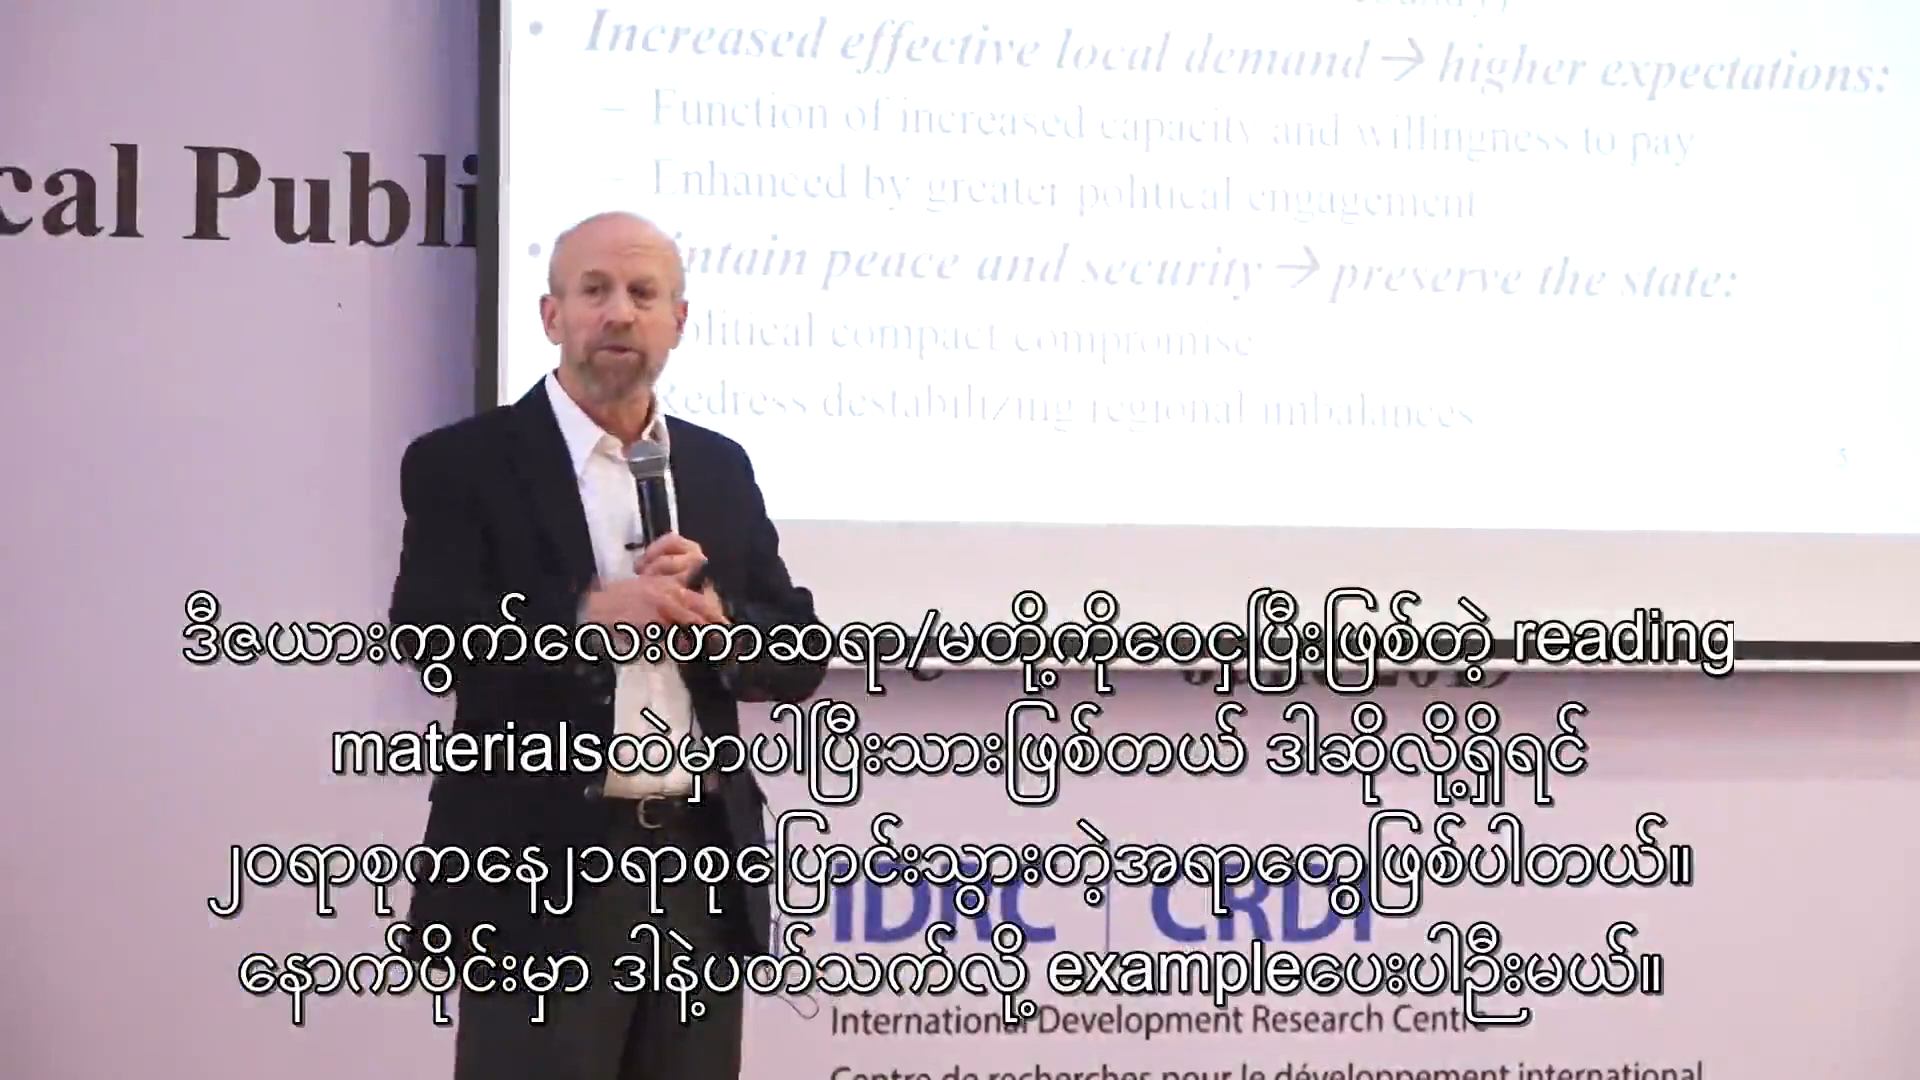 Increased effective local demand → higher expectations:
– Function of increased capacity and willingness to pay
– Enhanced by greater political engagement
peace and security → preserve the state:
compact compromise
Redress destabilizing regional imbalances
5
ဒီဇယားကွက်လေးဟာဆရာ/မတို့ကိုဝေငှပြီးဖြစ်တဲ့ reading
materialsထဲမှာပါပြီးသားဖြစ်တယ် ဒါဆိုလို့ရှိရင်
၂၀ရာစုကနေ၂၁ရာစုပြောင်းသွားတဲ့အရာတွေဖြစ်ပါတယ်။
နောက်ပိုင်းမှာ ဒါနဲ့ပတ်သက်လို့ exampleပေးပါဦးမယ်။
IDRC | CRDI
International Development Research Centre
Centre de recherches pour le développement international